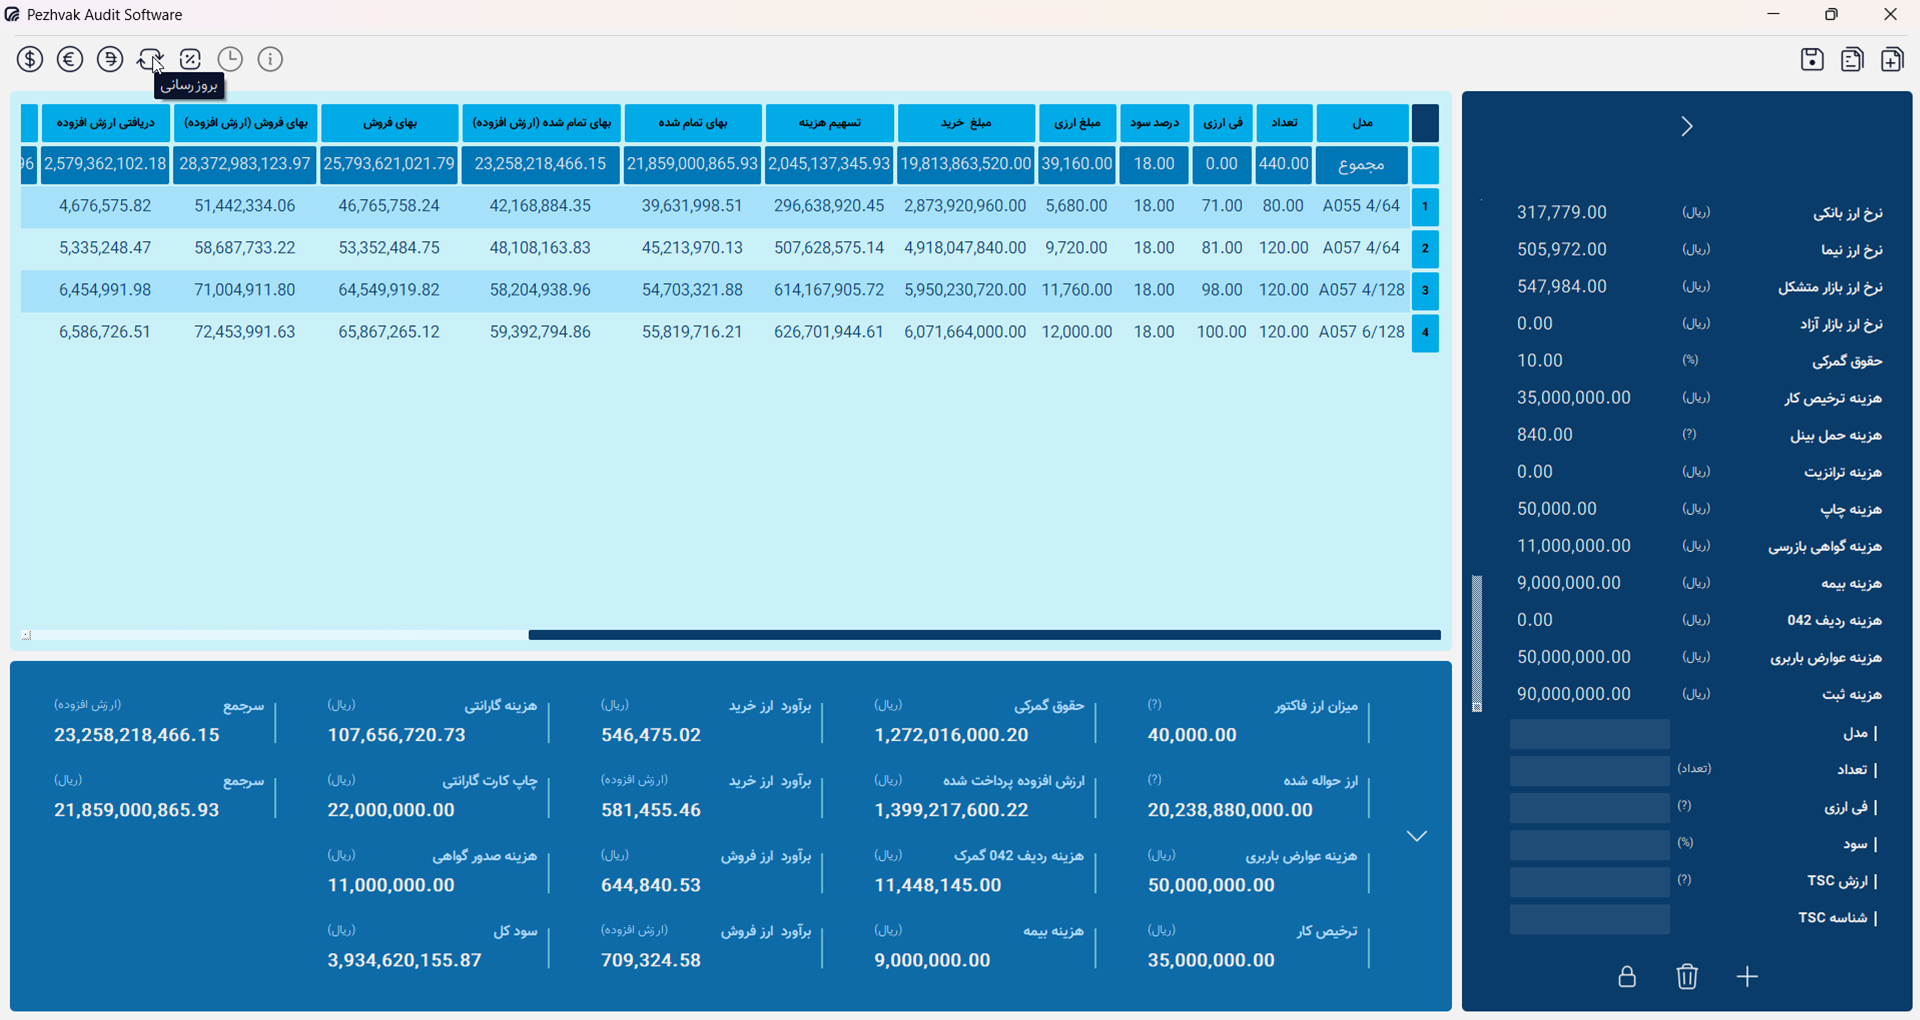 Pezhvak Audit Software
بروزرسانی
مدل تعداد فی ارزی درصد سود مبلغ ارزی مبلغ خرید تسهیم هزینه بهای تمام شده بهای تمام شده (ارزش افزوده) بهای فروش بهای فروش (ارزش افزوده) دریافتی ارزش افزوده
مجموع 440.00 0.00 18.00 39,160.00 19,813,863,520.00 2,045,137,345.93 21,859,000,865.93 23,258,218,466.15 25,793,621,021.79 28,372,983,123.97 2,579,362,102.18 96
1 A055 4/64 80.00 71.00 18.00 5,680.00 2,873,920,960.00 296,638,920.45 39,631,998.51 42,168,884.35 46,765,758.24 51,442,334.06 4,676,575.82
2 A057 4/64 120.00 81.00 18.00 9,720.00 4,918,047,840.00 507,628,575.14 45,213,970.13 48,108,163.83 53,352,484.75 58,687,733.22 5,335,248.47
3 A057 4/128 120.00 98.00 18.00 11,760.00 5,950,230,720.00 614,167,905.72 54,703,321.88 58,204,938.96 64,549,919.82 71,004,911.80 6,454,991.98
4 A057 6/128 120.00 100.00 18.00 12,000.00 6,071,664,000.00 626,701,944.61 55,819,716.21 59,392,794.86 65,867,265.12 72,453,991.63 6,586,726.51
نرخ ارز بانکی (ریال) 317,779.00
نرخ ارز نیما (ریال) 505,972.00
نرخ ارز بازار متشکل (ریال) 547,984.00
نرخ ارز بازار آزاد (ریال) 0.00
حقوق گمرکی (%) 10.00
هزینه ترخیص کار (ریال) 35,000,000.00
هزینه حمل بینل (?) 840.00
هزینه ترانزیت (ریال) 0.00
هزینه چاپ (ریال) 50,000.00
هزینه گواهی بازرسی (ریال) 11,000,000.00
هزینه بیمه (ریال) 9,000,000.00
هزینه ردیف 042 (ریال) 0.00
هزینه عوارض باربری (ریال) 50,000,000.00
هزینه ثبت (ریال) 90,000,000.00
مدل
تعداد (تعداد)
فی ارزی (?)
سود (%)
ارزش TSC (?)
شناسه TSC
میزان ارز فاکتور (?) حقوق گمرکی (ریال) برآورد ارز خرید (ریال) هزینه گارانتی (ریال) سرجمع (ارزش افزوده)
40,000.00 1,272,016,000.20 546,475.02 107,656,720.73 23,258,218,466.15
ارز حواله شده (?) ارزش افزوده پرداخت شده (ریال) برآورد ارز خرید (ارزش افزوده) چاپ کارت گارانتی (ریال) سرجمع (ریال)
20,238,880,000.00 1,399,217,600.22 581,455.46 22,000,000.00 21,859,000,865.93
هزینه عوارض باربری (ریال) هزینه ردیف 042 گمرک (ریال) برآورد ارز فروش (ریال) هزینه صدور گواهی (ریال)
50,000,000.00 11,448,145.00 644,840.53 11,000,000.00
ترخیص کار (ریال) هزینه بیمه (ریال) برآورد ارز فروش (ارزش افزوده) سود کل (ریال)
35,000,000.00 9,000,000.00 709,324.58 3,934,620,155.87